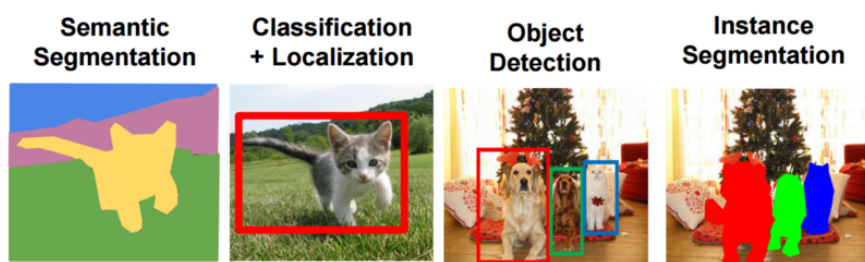 Semantic
Segmentation
Classification
+ Localization
Object
Detection
Instance
Segmentation